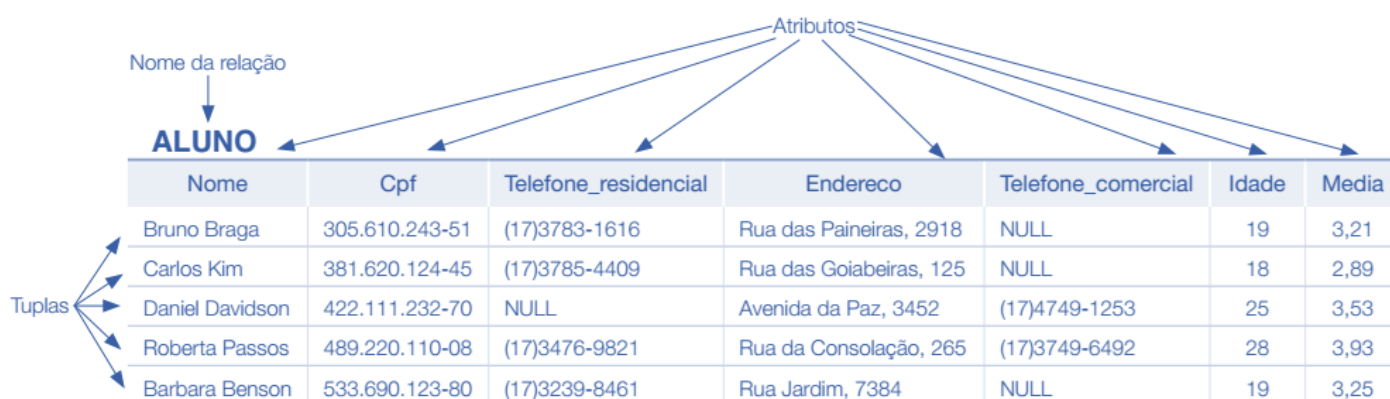 Atributos
Nome da relação
ALUNO
Nome Cpf Telefone_residencial Endereco Telefone_comercial Idade Media
Bruno Braga 305.610.243-51 (17)3783-1616 Rua das Paineiras, 2918 NULL 19 3,21
Carlos Kim 381.620.124-45 (17)3785-4409 Rua das Goiabeiras, 125 NULL 18 2,89
Tuplas Daniel Davidson 422.111.232-70 NULL Avenida da Paz, 3452 (17)4749-1253 25 3,53
Roberta Passos 489.220.110-08 (17)3476-9821 Rua da Consolação, 265 (17)3749-6492 28 3,93
Barbara Benson 533.690.123-80 (17)3239-8461 Rua Jardim, 7384 NULL 19 3,25